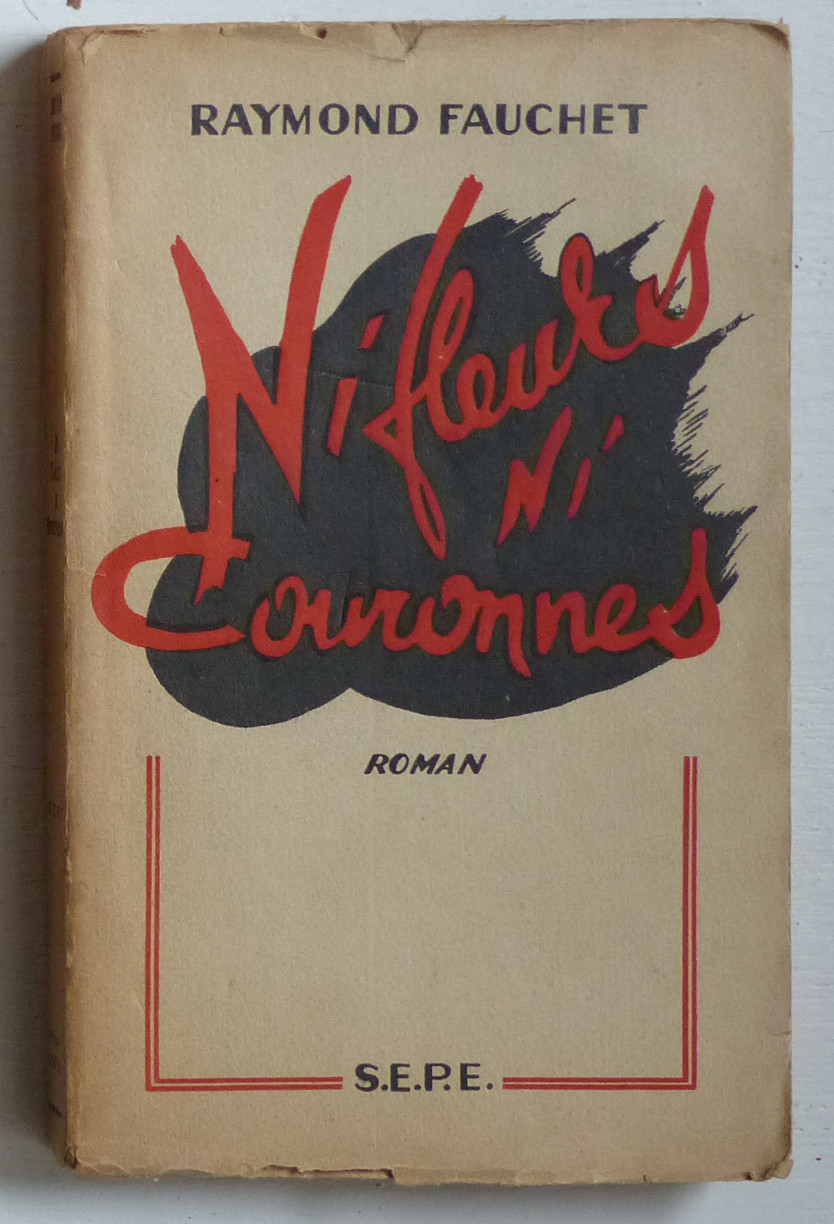 RAYMOND FAUCHET
Ni fleurs
Ni
Couronnes
ROMAN
S.E.P.E.